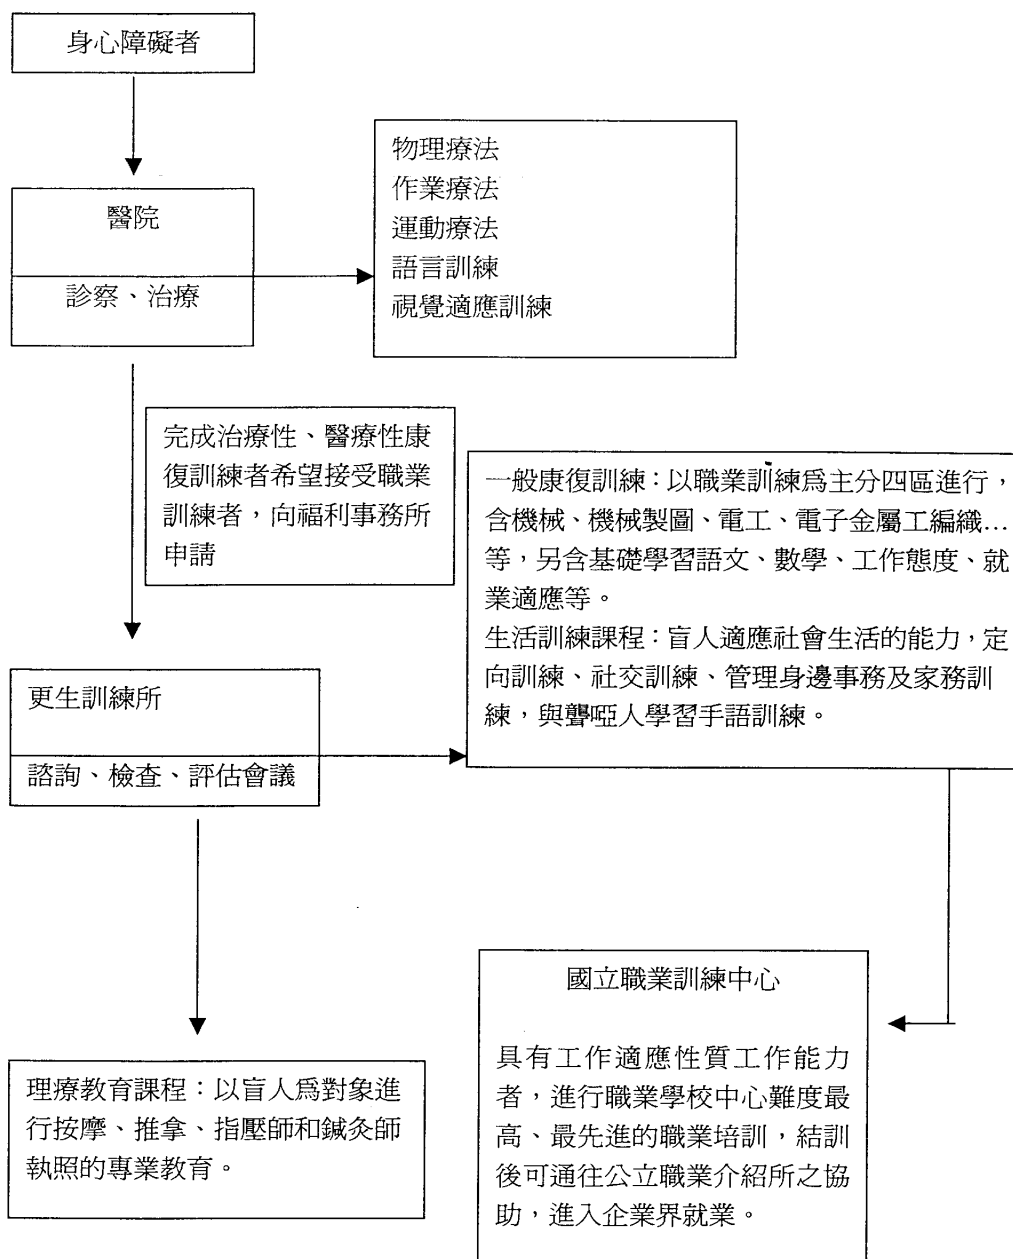 身心障礙者
醫院
診察、治療
物理療法
作業療法
運動療法
語言訓練
視覺適應訓練
完成治療性、醫療性康
復訓練者希望接受職業
訓練者，向福利事務所
申請
一般康復訓練：以職業訓練爲主分四區進行，
含機械、機械製圖、電工、電子金屬工編織…
等，另含基礎學習語文、數學、工作態度、就
業適應等。
生活訓練課程：盲人適應社會生活的能力，定
向訓練、社交訓練、管理身邊事務及家務訓
練，與聾啞人學習手語訓練。
更生訓練所
諮詢、檢查、評估會議
國立職業訓練中心
具有工作適應性質工作能力
者，進行職業學校中心難度最
高、最先進的職業培訓，結訓
後可通往公立職業介紹所之協
助，進入企業界就業。
理療教育課程：以盲人爲對象進
行按摩、推拿、指壓師和鍼灸師
執照的專業教育。